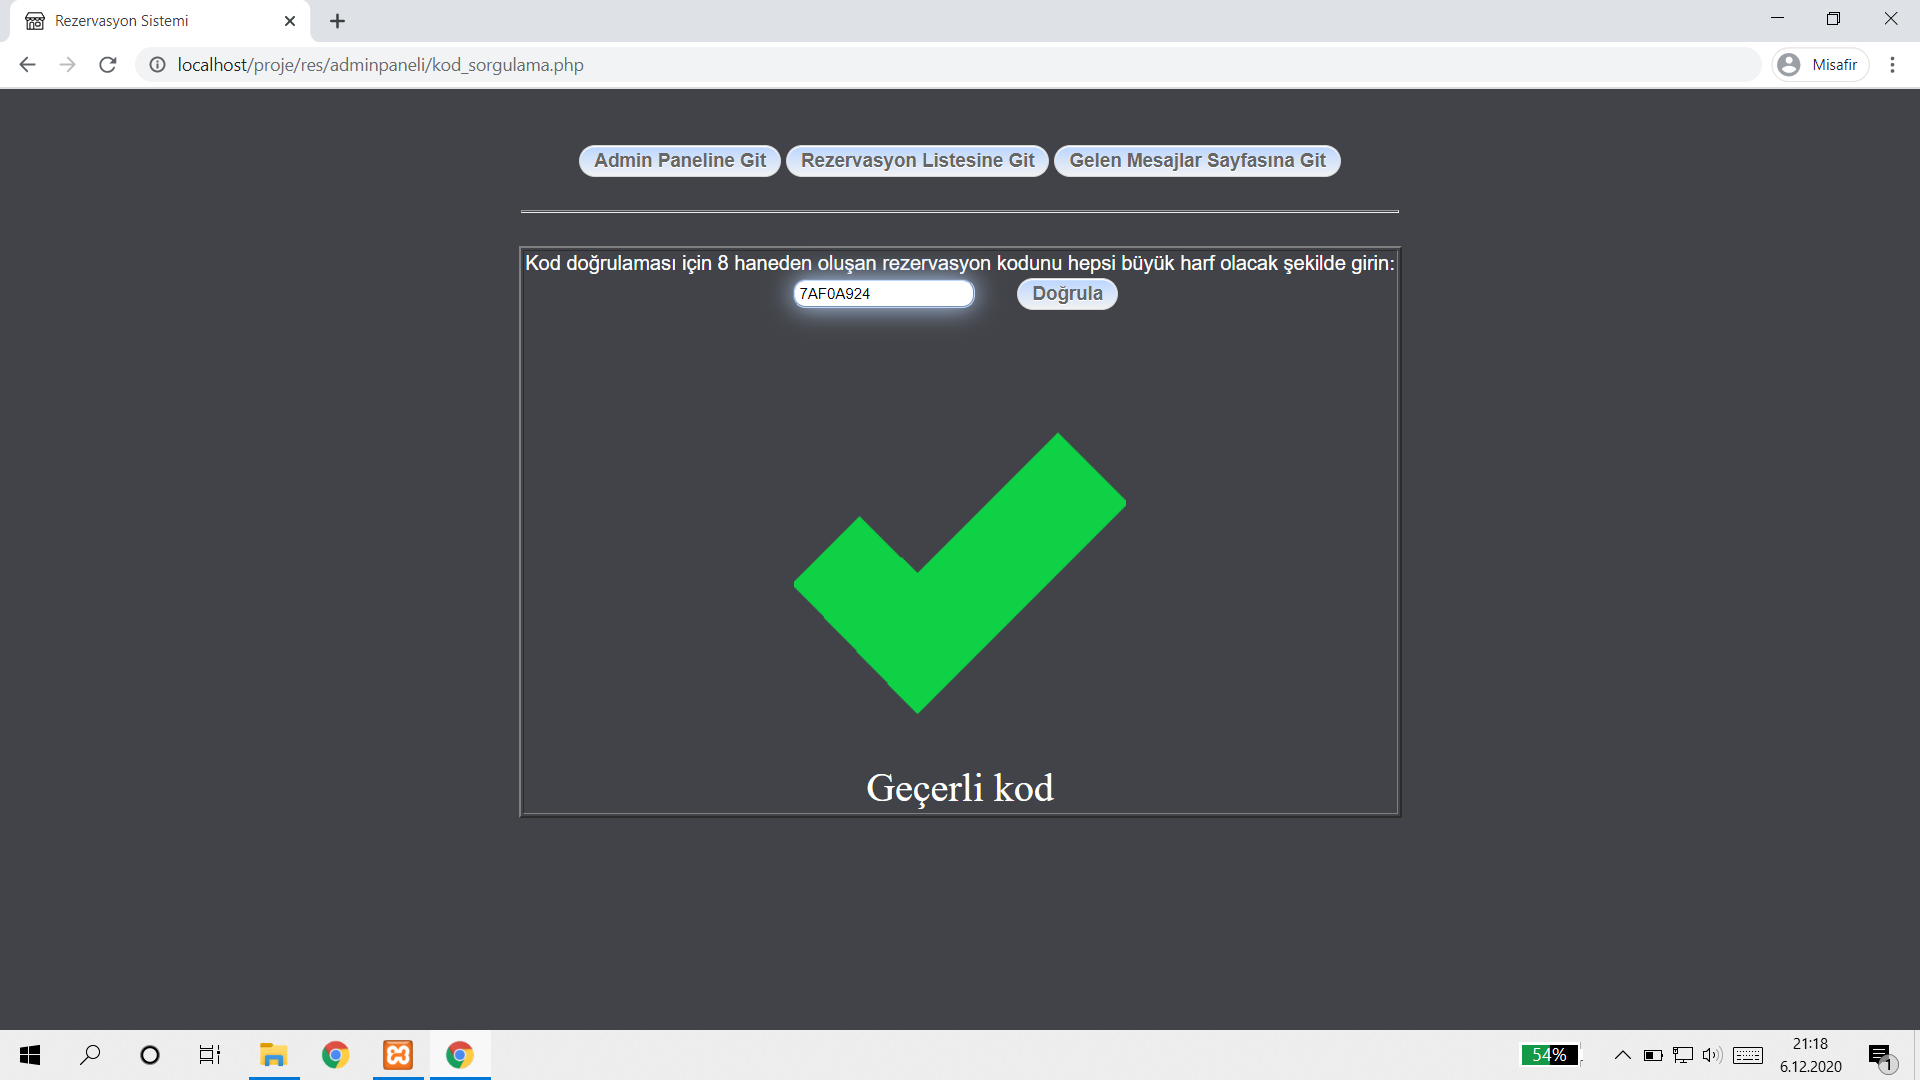 Rezervasyon Sistemi
localhost/proje/res/adminpaneli/kod_sorgulama.php
Misafir
Admin Paneline Git Rezervasyon Listesine Git Gelen Mesajlar Sayfasına Git
Kod doğrulaması için 8 haneden oluşan rezervasyon kodunu hepsi büyük harf olacak şekilde girin:
7AF0A924 Doğrula
Geçerli kod
54%
21:18
6.12.2020
1